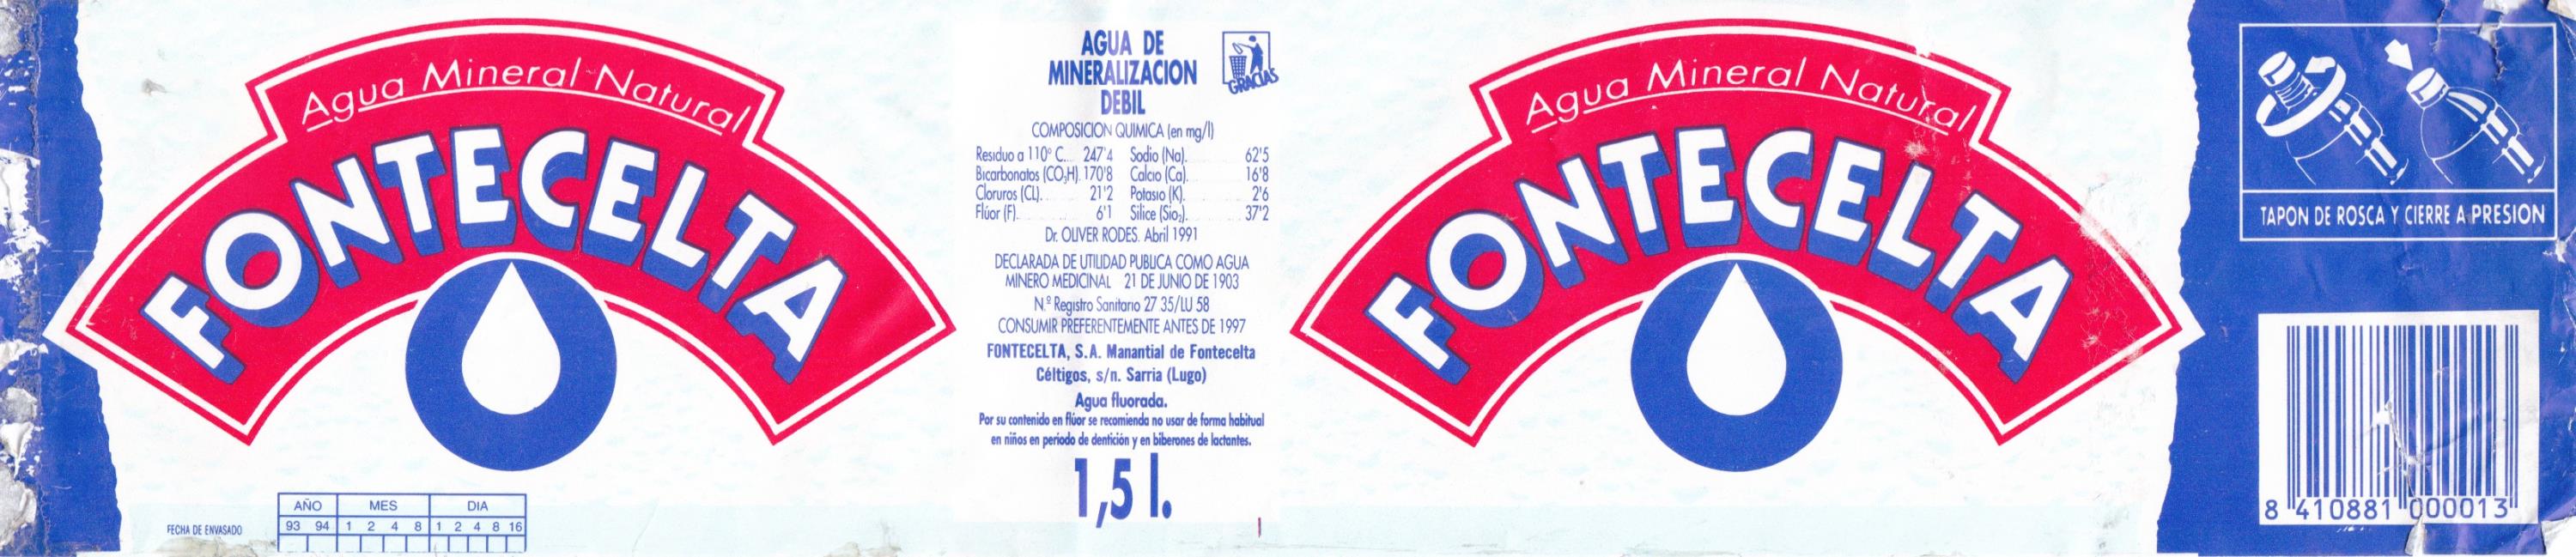 Agua Mineral Natural
FONTECELTA
FECHA DE ENVASADO
AÑO MES DIA
93 94 1 2 4 8 1 2 4 8 16
AGUA DE
MINERALIZACION
DEBIL
GRACIAS
COMPOSICION QUIMICA (en mg/l)
Residuo a 110º C... 247'4 Sodio (Na). 62'5
Bicarbonatos (CO₃H). 170'8 Calcio (Ca). 16'8
Cloruros (CL). 21'2 Potasio (K). 2'6
Flúor (F). 6'1 Sílice (Sio₂). 37'2
Dr. OLIVER RODES. Abril 1991
DECLARADA DE UTILIDAD PUBLICA COMO AGUA
MINERO MEDICINAL 21 DE JUNIO DE 1903
N.º Registro Sanitario 27 35/LU 58
CONSUMIR PREFERENTEMENTE ANTES DE 1997
FONTECELTA, S.A. Manantial de Fontecelta
Céltigos, s/n. Sarria (Lugo)
Agua fluorada.
Por su contenido en flúor se recomienda no usar de forma habitual
en niños en período de dentición y en biberones de lactantes.
1,5 l.
Agua Mineral Natural
FONTECELTA
TAPON DE ROSCA Y CIERRE A PRESION
8 410881 000013